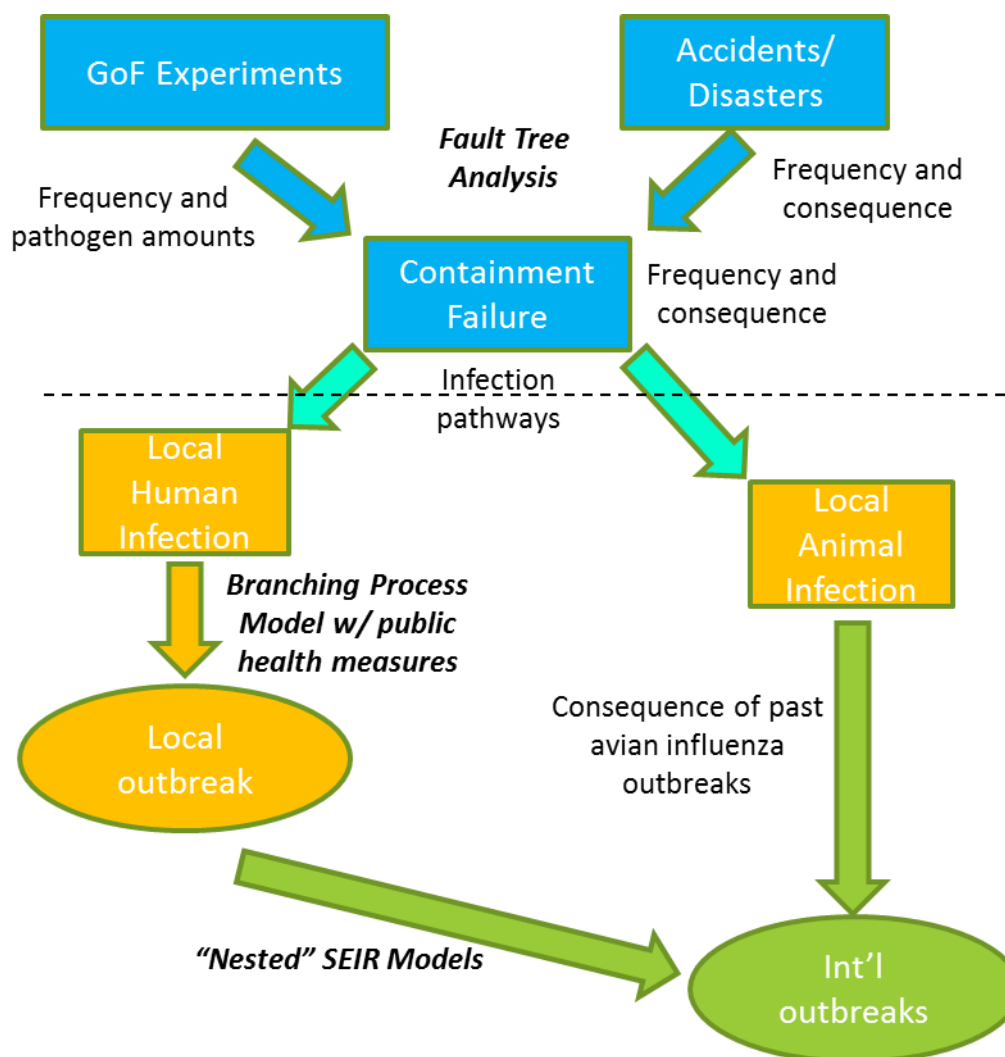 GoF Experiments
Accidents/
Disasters
Fault Tree
Analysis
Frequency and
pathogen amounts
Frequency and
consequence
Containment
Failure
Frequency and
consequence
Infection
pathways
Local
Human
Infection
Local
Animal
Infection
Branching Process
Model w/ public
health measures
Local
outbreak
Consequence of past
avian influenza
outbreaks
“Nested” SEIR Models
Int’l
outbreaks